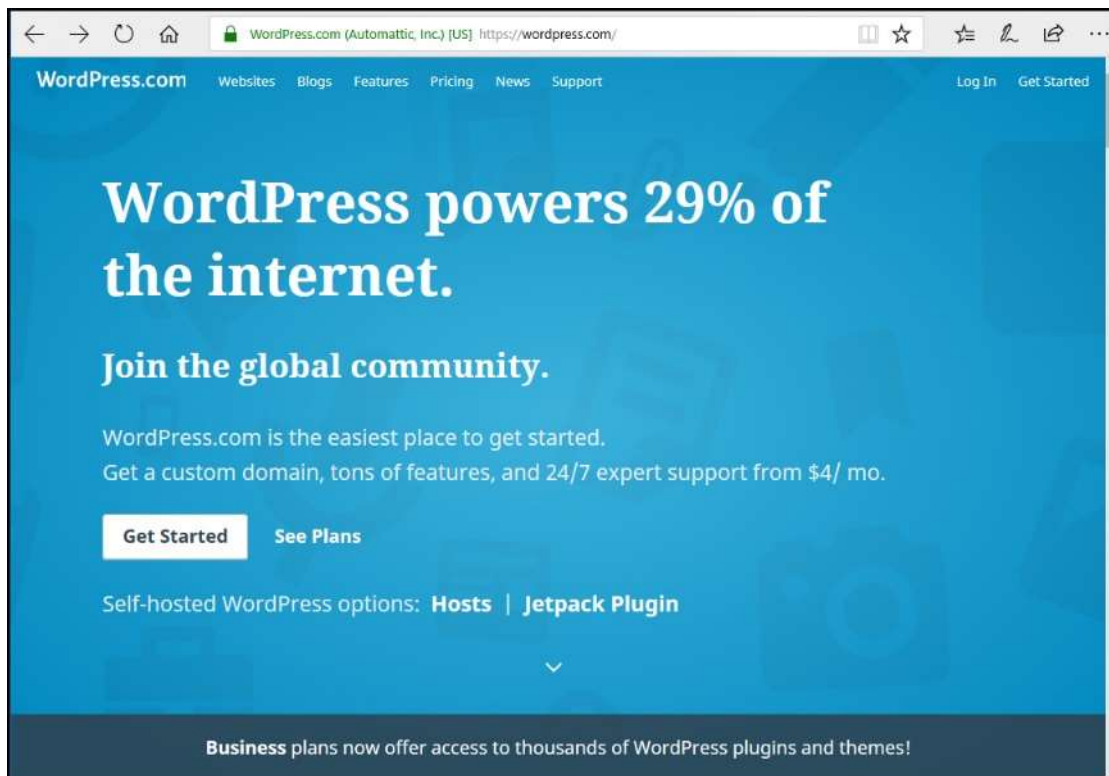 WordPress.com (Automattic, Inc.) [US] https://wordpress.com/
WordPress.com Websites Blogs Features Pricing News Support Log In Get Started
WordPress powers 29% of
the internet.
Join the global community.
WordPress.com is the easiest place to get started.
Get a custom domain, tons of features, and 24/7 expert support from $4/ mo.
Get Started See Plans
Self-hosted WordPress options: Hosts | Jetpack Plugin
Business plans now offer access to thousands of WordPress plugins and themes!